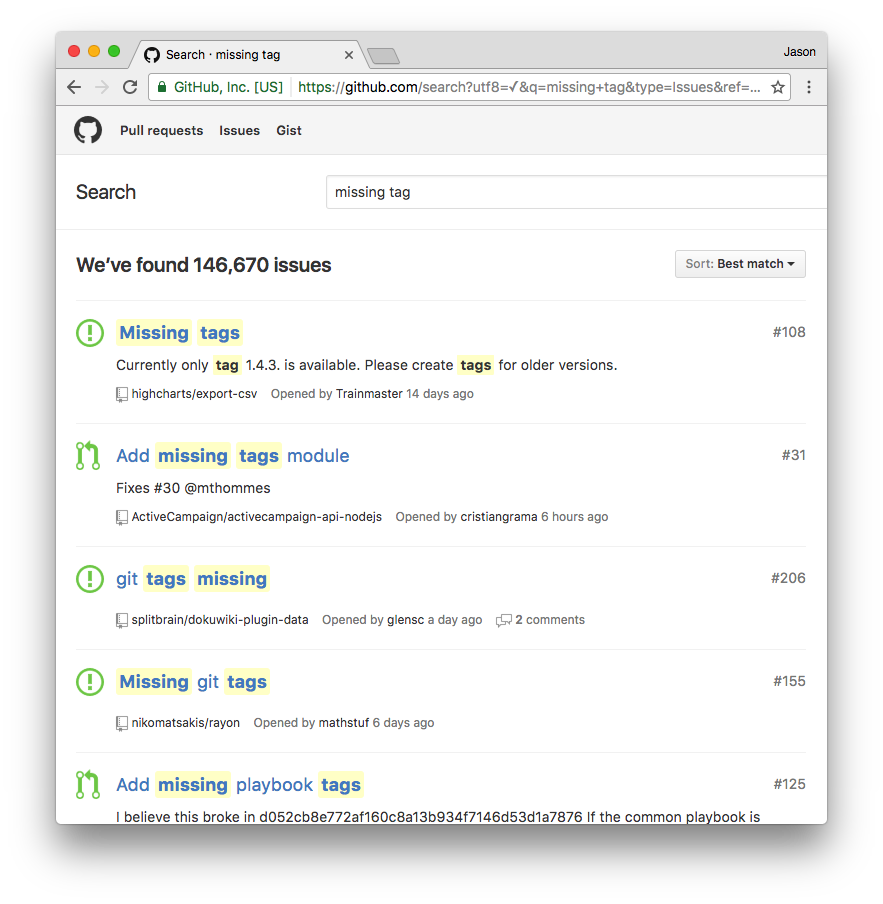 Search · missing tag
Jason
GitHub, Inc. [US] https://github.com/search?utf8=✓&q=missing+tag&type=Issues&ref=...
Pull requests Issues Gist
Search missing tag
We’ve found 146,670 issues Sort: Best match
Missing tags #108
Currently only tag 1.4.3. is available. Please create tags for older versions.
highcharts/export-csv Opened by Trainmaster 14 days ago
Add missing tags module #31
Fixes #30 @mthommes
ActiveCampaign/activecampaign-api-nodejs Opened by cristiangrama 6 hours ago
git tags missing #206
splitbrain/dokuwiki-plugin-data Opened by glensc a day ago 2 comments
Missing git tags #155
nikomatsakis/rayon Opened by mathstuf 6 days ago
Add missing playbook tags #125
I believe this broke in d052cb8e772af160c8a13b934f7146d53d1a7876 If the common playbook is